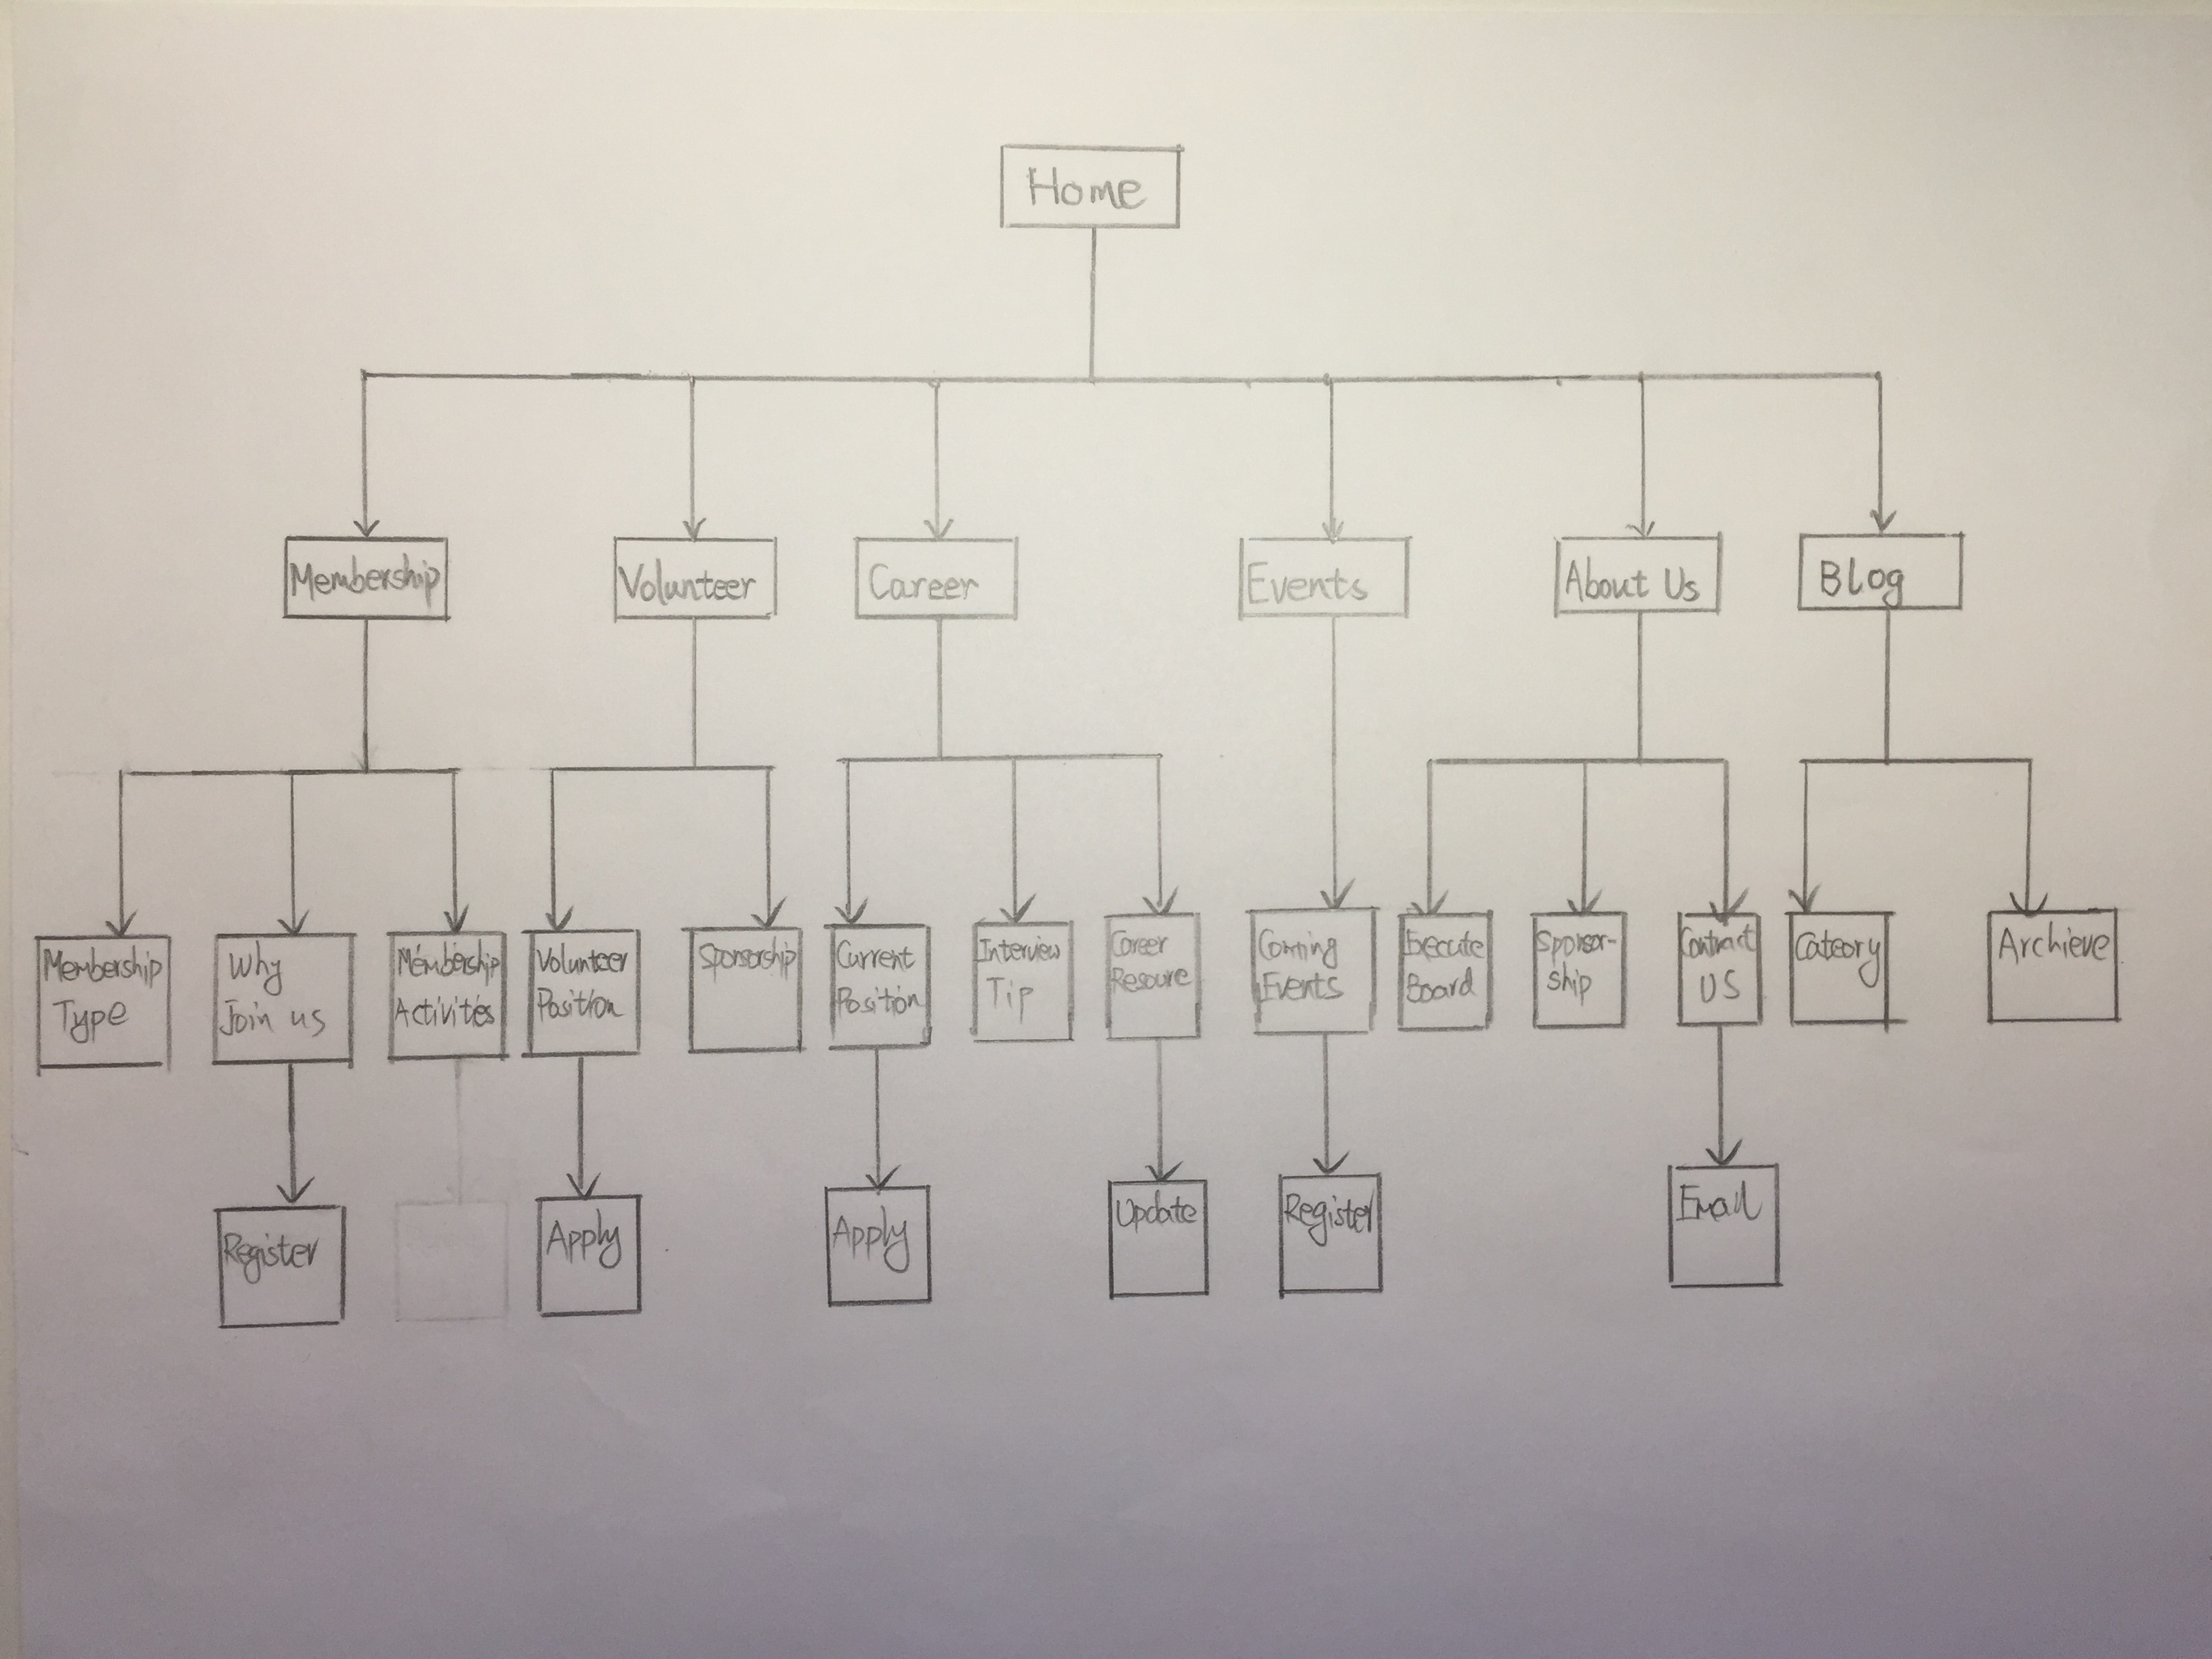 Home
Membership
Volunteer
Career
Events
About Us
Blog
Membership
Type
Why
Join us
Membership
Activities
Volunteer
Position
Sponsorship
Current
Position
Interview
Tip
Career
Resoure
Coming
Events
Execute
Board
Sponsor-
ship
Contract
US
Cateory
Archieve
Register
Apply
Apply
Update
Register
Email